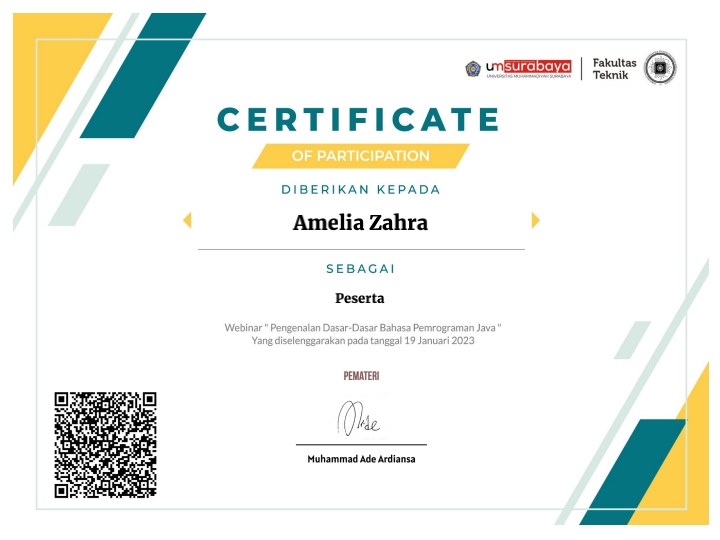 umsurabaya
UNIVERSITAS MUHAMMADIYAH SURABAYA
Fakultas
Teknik
CERTIFICATE
OF PARTICIPATION
DIBERIKAN KEPADA
Amelia Zahra
SEBAGAI
Peserta
Webinar " Pengenalan Dasar-Dasar Bahasa Pemrograman Java "
Yang diselenggarakan pada tanggal 19 Januari 2023
PEMATERI
Ade
Muhammad Ade Ardiansa